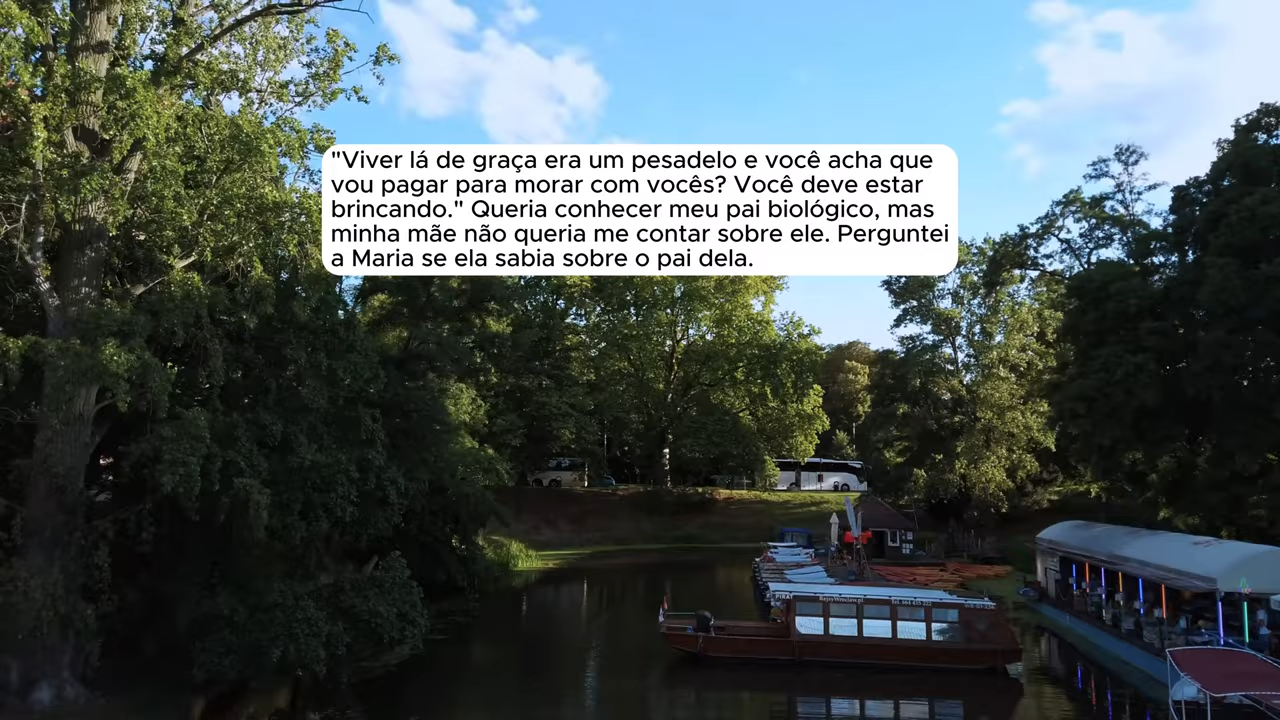 "Viver lá de graça era um pesadelo e você acha que
vou pagar para morar com vocês? Você deve estar
brincando." Queria conhecer meu pai biológico, mas
minha mãe não queria me contar sobre ele. Perguntei
a Maria se ela sabia sobre o pai dela.